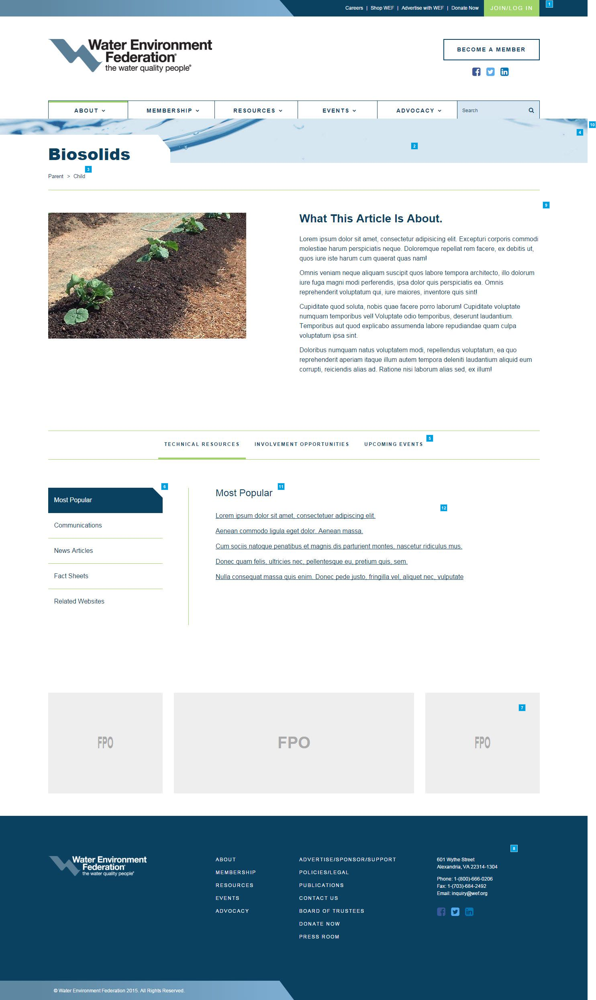 Careers | Shop WEF | Advertise with WEF | Donate Now JOIN/LOG IN 1
Water Environment
Federation®
the water quality people®
BECOME A MEMBER
ABOUT MEMBERSHIP RESOURCES EVENTS ADVOCACY Search
10
4
2
Biosolids
3
Parent > Child
9
What This Article Is About.
Lorem ipsum dolor sit amet, consectetur adipisicing elit. Excepturi corporis commodi
molestiae harum perspiciatis neque. Doloremque repellat rem facere, ex debitis ut,
quos iure iste harum cum quaerat quas nam!
Omnis veniam neque aliquam suscipit quos labore tempora architecto, illo dolorum
iure fuga magni modi perferendis, ipsa dolor quis perspiciatis ea. Omnis
reprehenderit voluptatum qui, iure maiores, inventore quis sint!
Cupiditate quod soluta, nobis quae facere porro laborum! Cupiditate voluptate
numquam temporibus vel! Voluptate odio temporibus, deserunt laudantium.
Temporibus aut quod explicabo assumenda labore repudiandae quam culpa
voluptatum ipsa sint.
Doloribus numquam natus voluptatem modi, repellendus voluptatum, ea quo
reprehenderit aperiam itaque illum autem tempora deleniti laudantium aliquid eum
corrupti, reiciendis alias ad. Ratione nisi laborum alias sed, ex illum!
TECHNICAL RESOURCES INVOLVEMENT OPPORTUNITIES UPCOMING EVENTS 5
6
Most Popular
Communications
News Articles
Fact Sheets
Related Websites
Most Popular 11
12
Lorem ipsum dolor sit amet, consectetuer adipiscing elit.
Aenean commodo ligula eget dolor. Aenean massa.
Cum sociis natoque penatibus et magnis dis parturient montes, nascetur ridiculus mus.
Donec quam felis, ultricies nec, pellentesque eu, pretium quis, sem.
Nulla consequat massa quis enim. Donec pede justo, fringilla vel, aliquet nec, vulputate
7
FPO FPO FPO
8
Water Environment
Federation®
the water quality people®
ABOUT
MEMBERSHIP
RESOURCES
EVENTS
ADVOCACY
ADVERTISE/SPONSOR/SUPPORT
POLICIES/LEGAL
PUBLICATIONS
CONTACT US
BOARD OF TRUSTEES
DONATE NOW
PRESS ROOM
601 Wythe Street
Alexandria, VA 22314-1304
Phone: 1-(800)-666-0206
Fax: 1-(703)-684-2492
Email: inquiry@wef.org
© Water Environment Federation 2015. All Rights Reserved.